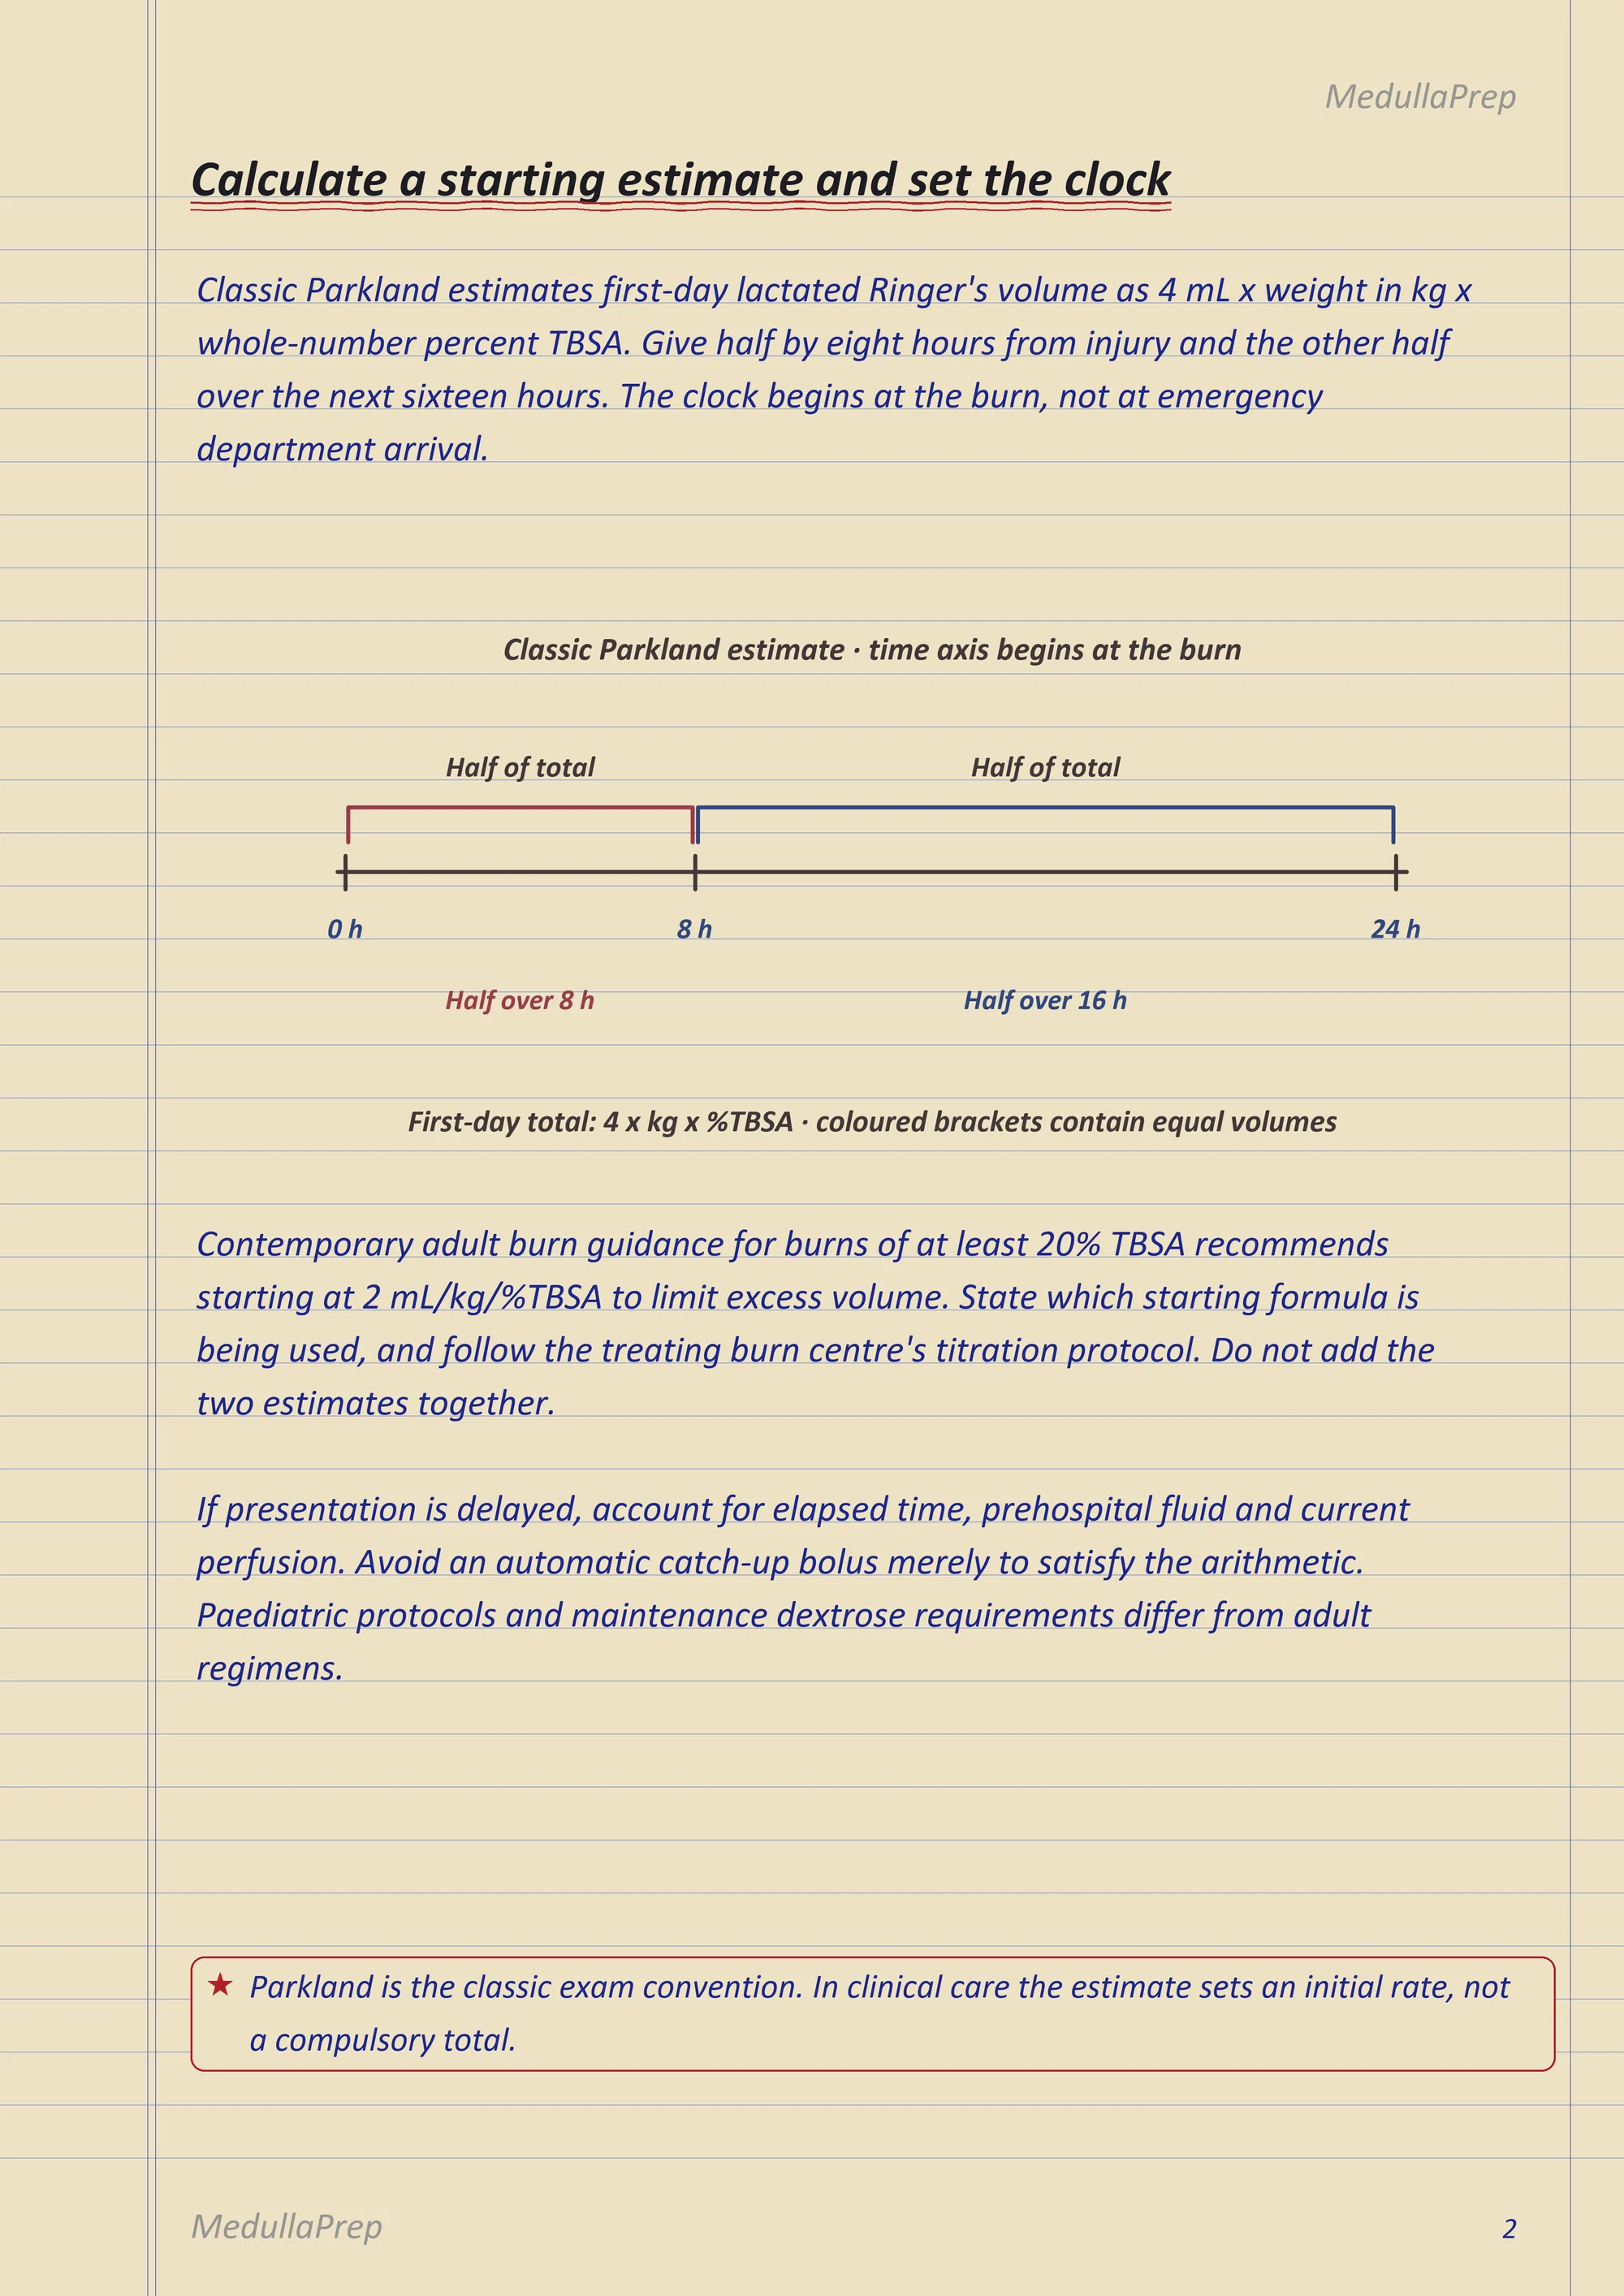 MedullaPrep
Calculate a starting estimate and set the clock
Classic Parkland estimates first-day lactated Ringer's volume as 4 mL x weight in kg x
whole-number percent TBSA. Give half by eight hours from injury and the other half
over the next sixteen hours. The clock begins at the burn, not at emergency
department arrival.
Classic Parkland estimate · time axis begins at the burn
Half of total Half of total
0 h 8 h 24 h
Half over 8 h Half over 16 h
First-day total: 4 x kg x %TBSA · coloured brackets contain equal volumes
Contemporary adult burn guidance for burns of at least 20% TBSA recommends
starting at 2 mL/kg/%TBSA to limit excess volume. State which starting formula is
being used, and follow the treating burn centre's titration protocol. Do not add the
two estimates together.
If presentation is delayed, account for elapsed time, prehospital fluid and current
perfusion. Avoid an automatic catch-up bolus merely to satisfy the arithmetic.
Paediatric protocols and maintenance dextrose requirements differ from adult
regimens.
★ Parkland is the classic exam convention. In clinical care the estimate sets an initial rate, not
a compulsory total.
MedullaPrep 2